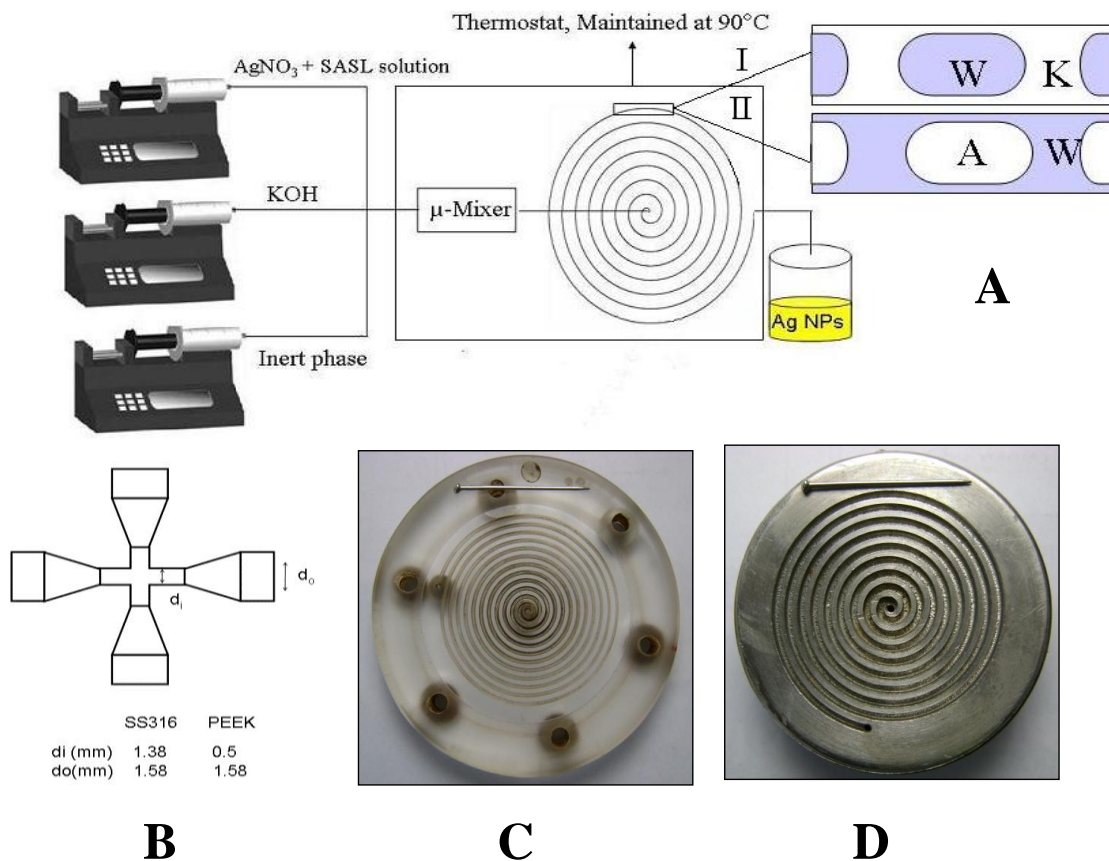 Thermostat, Maintained at 90°C
AgNO₃ + SASL solution
I
W K
II
A W
KOH
μ-Mixer
A
Ag NPs
Inert phase
dₒ
dᵢ
SS316 PEEK
di (mm) 1.38 0.5
do(mm) 1.58 1.58
B C D